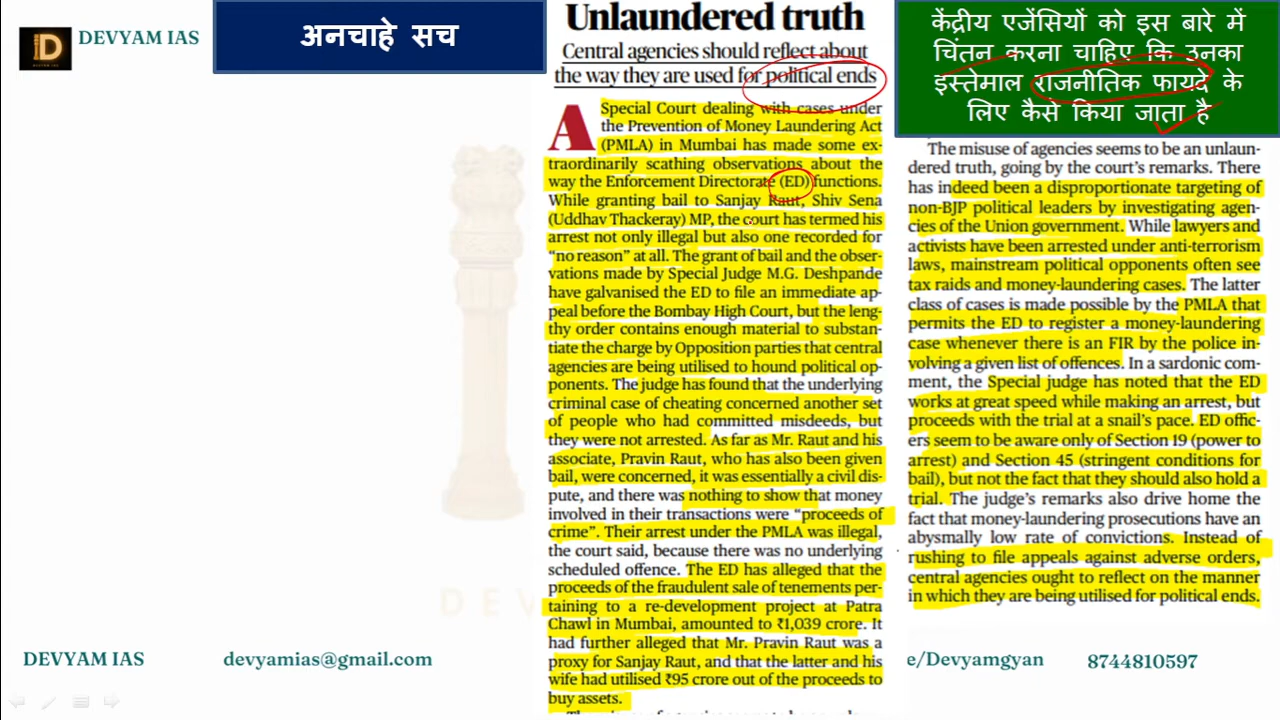 DEVYAM IAS
अनचाहे सच
Unlaundered truth
Central agencies should reflect about
the way they are used for political ends
A Special Court dealing with cases under
the Prevention of Money Laundering Act
(PMLA) in Mumbai has made some ex-
traordinarily scathing observations about the
way the Enforcement Directorate (ED) functions.
While granting bail to Sanjay Raut, Shiv Sena
(Uddhav Thackeray) MP, the court has termed his
arrest not only illegal but also one recorded for
“no reason” at all. The grant of bail and the obser-
vations made by Special Judge M.G. Deshpande
have galvanised the ED to file an immediate ap-
peal before the Bombay High Court, but the leng-
thy order contains enough material to substan-
tiate the charge by Opposition parties that central
agencies are being utilised to hound political op-
ponents. The judge has found that the underlying
criminal case of cheating concerned another set
of people who had committed misdeeds, but
they were not arrested. As far as Mr. Raut and his
associate, Pravin Raut, who has also been given
bail, were concerned, it was essentially a civil dis-
pute, and there was nothing to show that money
involved in their transactions were “proceeds of
crime”. Their arrest under the PMLA was illegal,
the court said, because there was no underlying
scheduled offence. The ED has alleged that the
proceeds of the fraudulent sale of tenements per-
taining to a re-development project at Patra
Chawl in Mumbai, amounted to ₹1,039 crore. It
had further alleged that Mr. Pravin Raut was a
proxy for Sanjay Raut, and that the latter and his
wife had utilised ₹95 crore out of the proceeds to
buy assets.
केंद्रीय एजेंसियों को इस बारे में
चिंतन करना चाहिए कि उनका
इस्तेमाल राजनीतिक फायदे के
लिए कैसे किया जाता है
The misuse of agencies seems to be an unlaun-
dered truth, going by the court’s remarks. There
has indeed been a disproportionate targeting of
non-BJP political leaders by investigating agen-
cies of the Union government. While lawyers and
activists have been arrested under anti-terrorism
laws, mainstream political opponents often see
tax raids and money-laundering cases. The latter
class of cases is made possible by the PMLA that
permits the ED to register a money-laundering
case whenever there is an FIR by the police in-
volving a given list of offences. In a sardonic com-
ment, the Special judge has noted that the ED
works at great speed while making an arrest, but
proceeds with the trial at a snail’s pace. ED offic-
ers seem to be aware only of Section 19 (power to
arrest) and Section 45 (stringent conditions for
bail), but not the fact that they should also hold a
trial. The judge’s remarks also drive home the
fact that money-laundering prosecutions have an
abysmally low rate of convictions. Instead of
rushing to file appeals against adverse orders,
central agencies ought to reflect on the manner
in which they are being utilised for political ends.
DEV
DEVYAM IAS
devyamias@gmail.com
e/Devyamgyan
8744810597